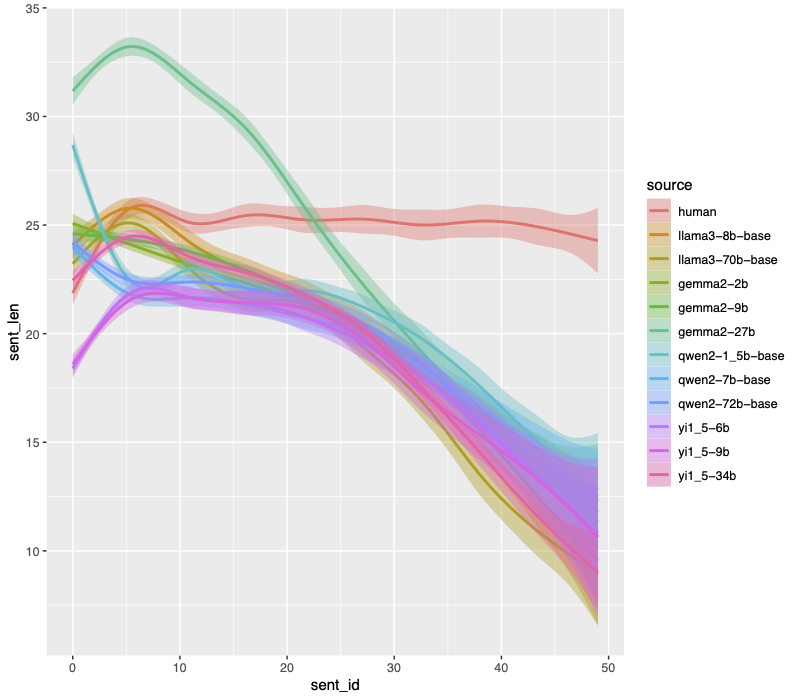 35
30
25
20
15
10
sent_len
0 10 20 30 40 50
sent_id
source
human
llama3-8b-base
llama3-70b-base
gemma2-2b
gemma2-9b
gemma2-27b
qwen2-1_5b-base
qwen2-7b-base
qwen2-72b-base
yi1_5-6b
yi1_5-9b
yi1_5-34b